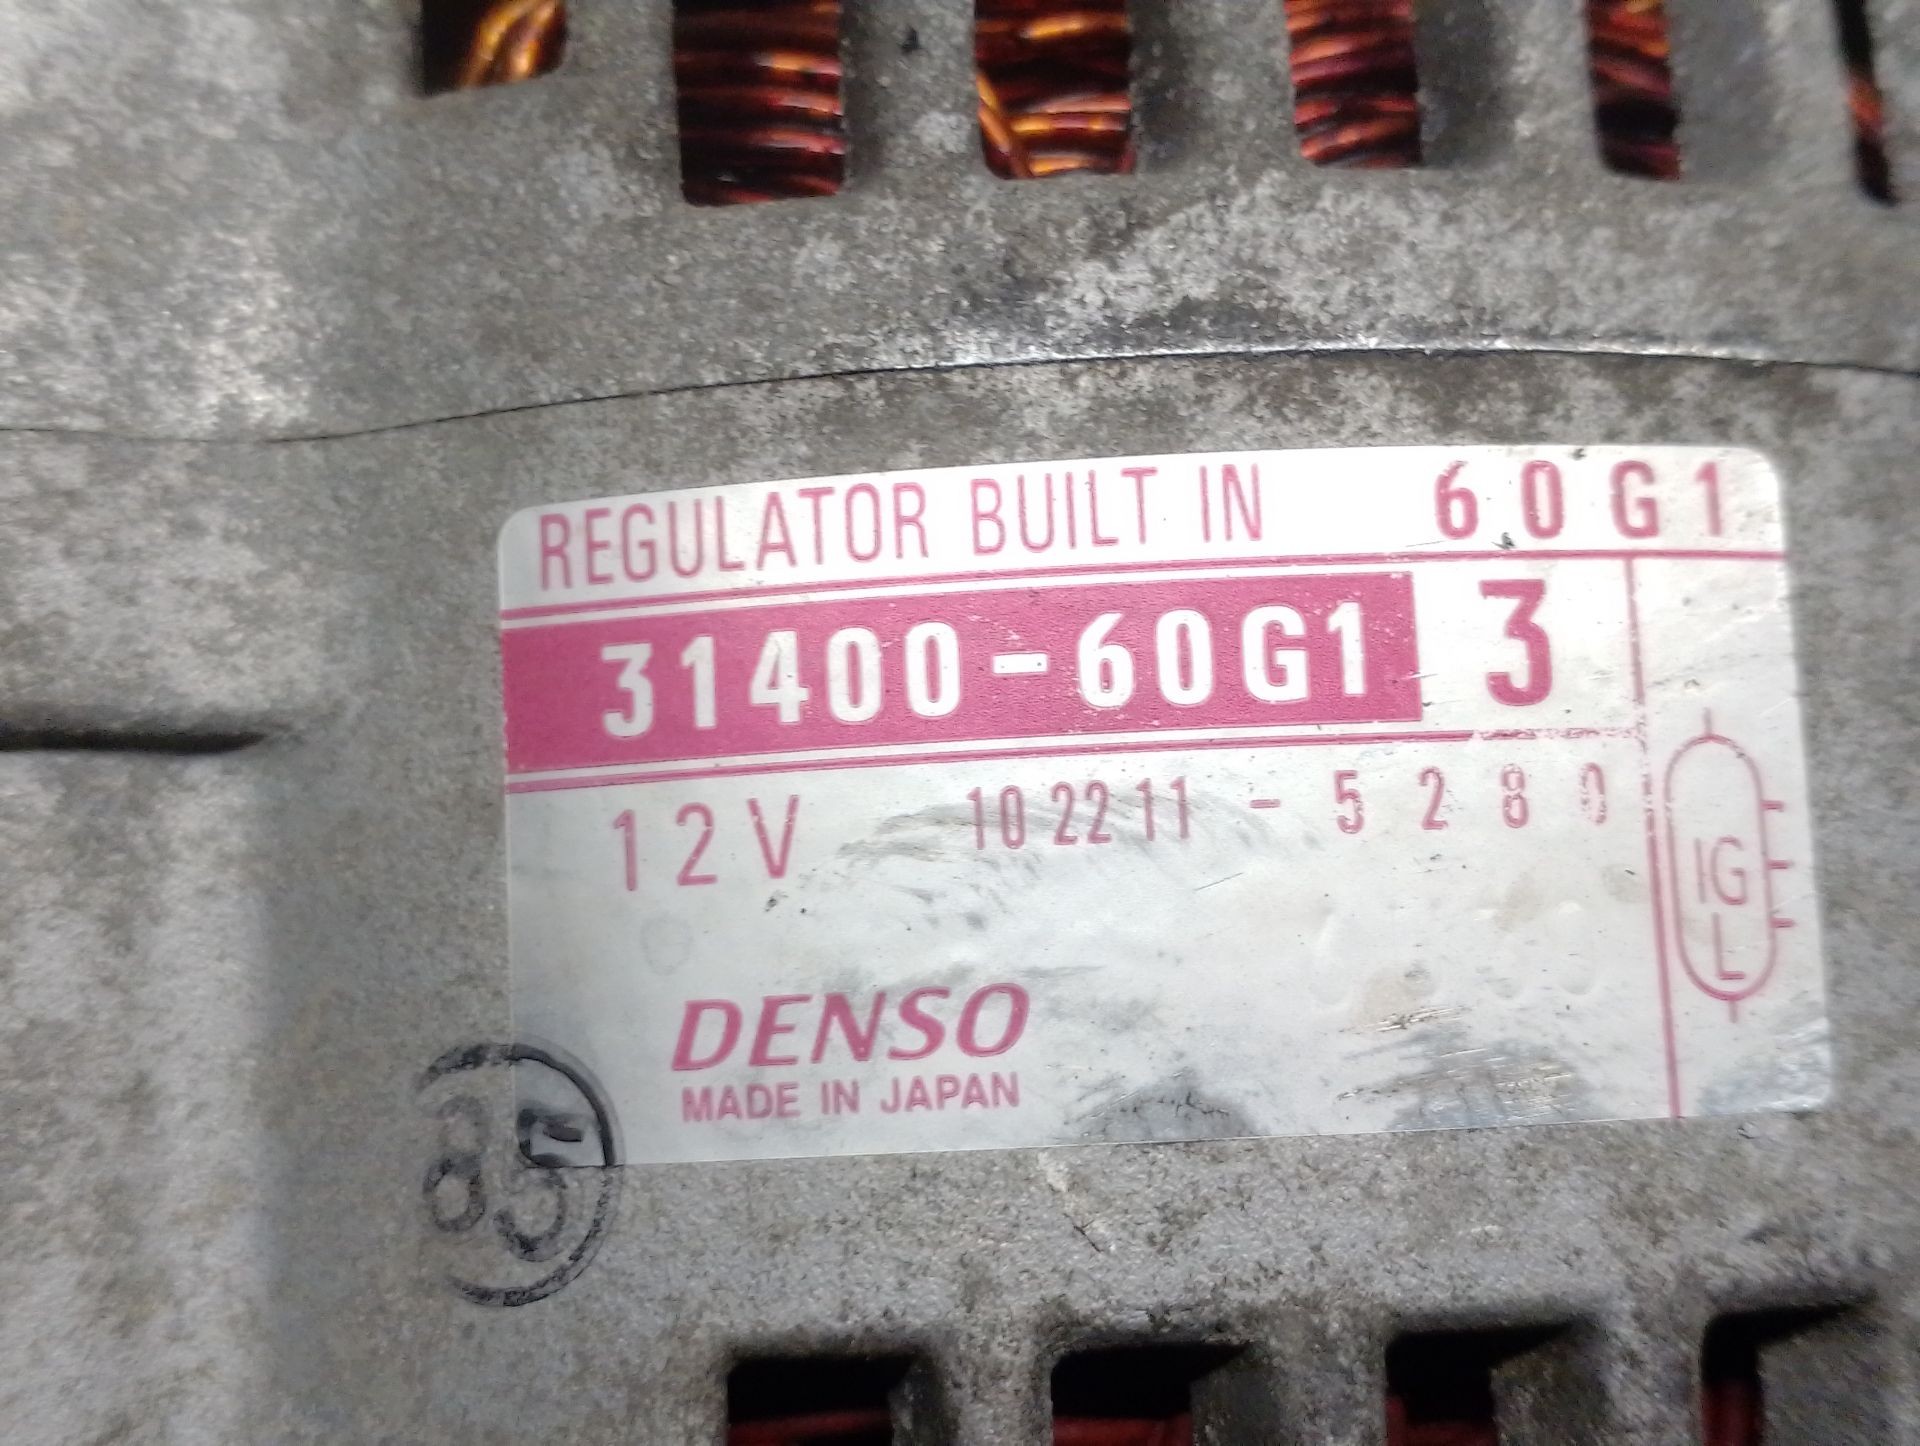 REGULATOR BUILT IN 60G1
31400-60G1 3
12V 102211-5280
IG
L
DENSO
MADE IN JAPAN
85